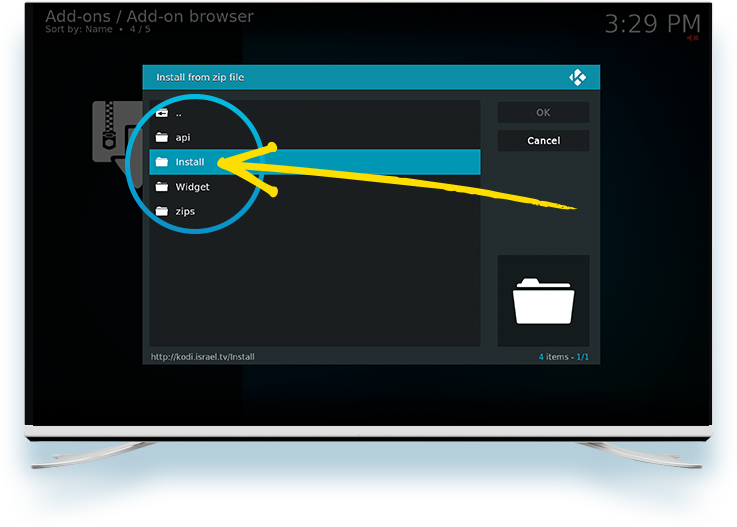 Add-ons / Add-on browser
Sort by: Name • 4 / 5
3:29 PM
Install from zip file
..
api
Install
Widget
zips
OK
Cancel
http://kodi.israel.tv/Install
4 items - 1/1